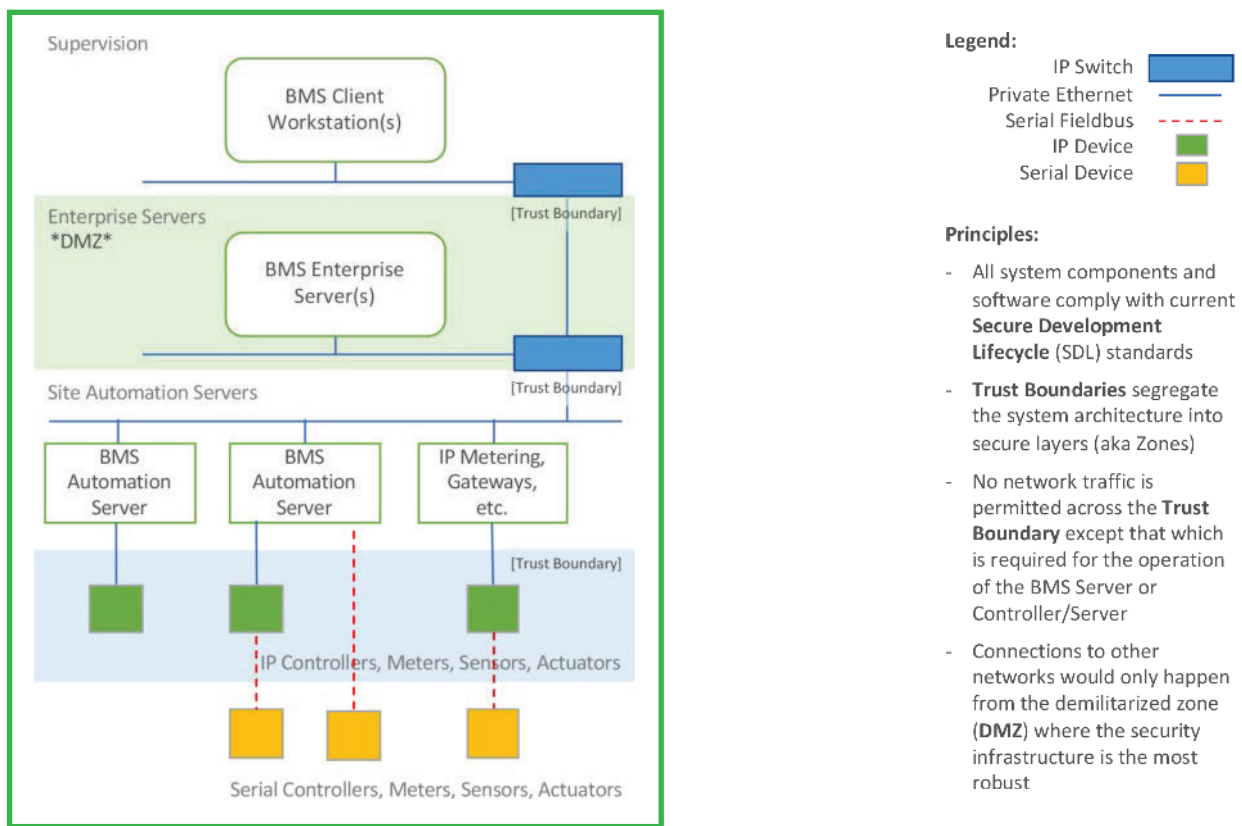 Supervision
BMS Client
Workstation(s)
[Trust Boundary]
Enterprise Servers
*DMZ*
BMS Enterprise
Server(s)
[Trust Boundary]
Site Automation Servers
BMS
Automation
Server
BMS
Automation
Server
IP Metering,
Gateways,
etc.
[Trust Boundary]
IP Controllers, Meters, Sensors, Actuators
Serial Controllers, Meters, Sensors, Actuators
Legend:
IP Switch
Private Ethernet
Serial Fieldbus
IP Device
Serial Device
Principles:
- All system components and
software comply with current
Secure Development
Lifecycle (SDL) standards
- Trust Boundaries segregate
the system architecture into
secure layers (aka Zones)
- No network traffic is
permitted across the Trust
Boundary except that which
is required for the operation
of the BMS Server or
Controller/Server
- Connections to other
networks would only happen
from the demilitarized zone
(DMZ) where the security
infrastructure is the most
robust